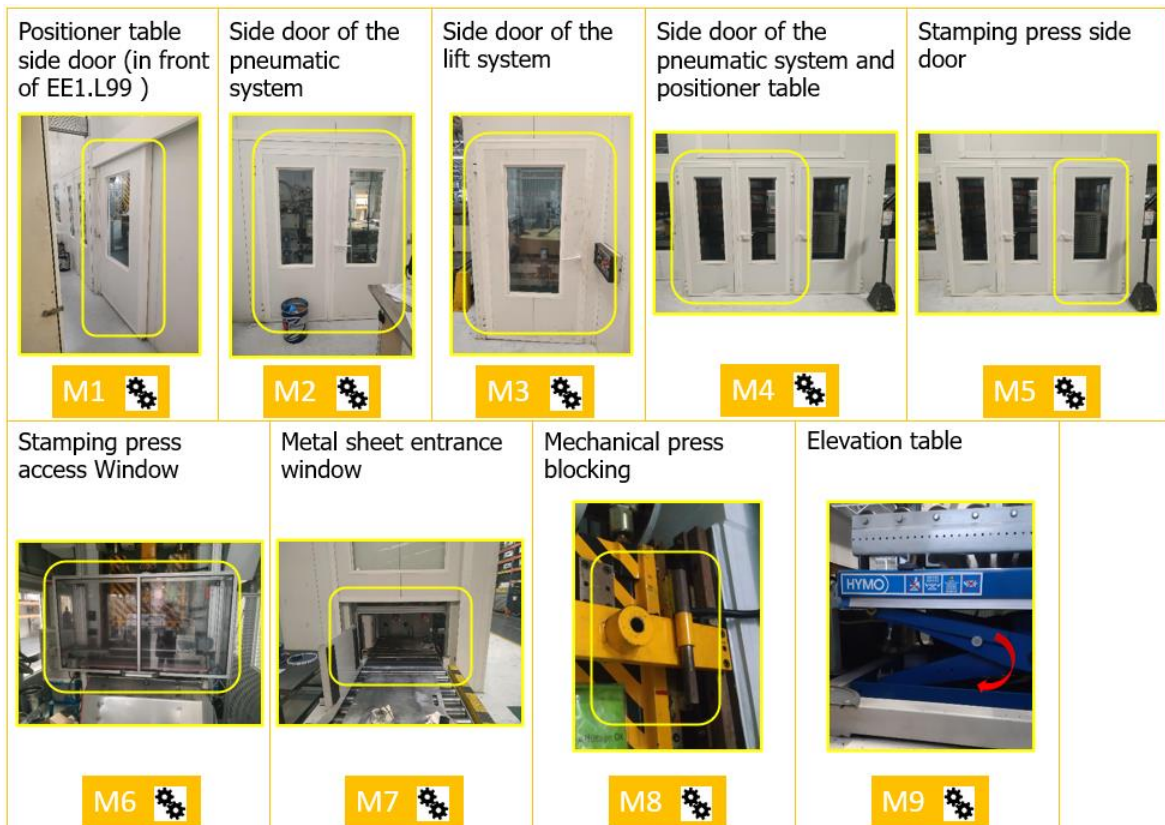 Positioner table
side door (in front
of EE1.L99 )
Side door of the
pneumatic
system
Side door of the
lift system
Side door of the
pneumatic system and
positioner table
Stamping press side
door
M1
M2
M3
M4
M5
Stamping press
access Window
Metal sheet entrance
window
Mechanical press
blocking
Elevation table
HYMO
M6
M7
M8
M9